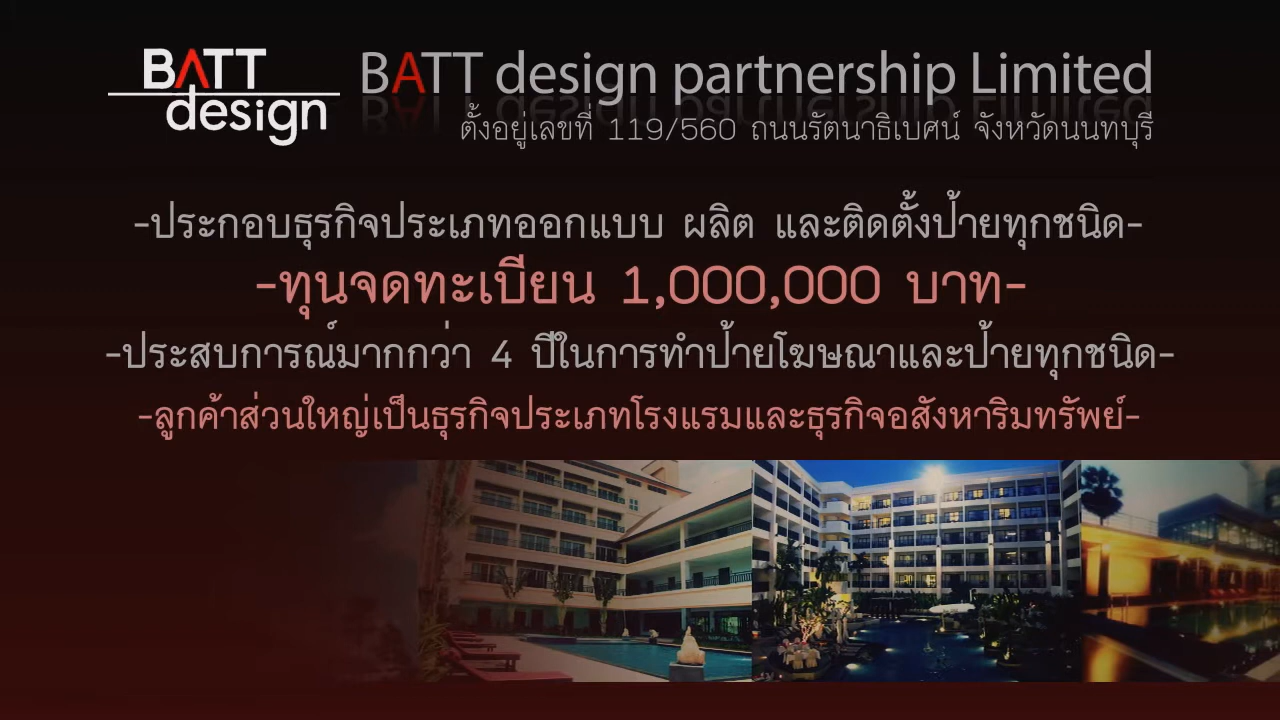 BATT
design
BATT design partnership Limited
ตั้งอยู่เลขที่ 119/560 ถนนรัตนาธิเบศน์ จังหวัดนนทบุรี
-ประกอบธุรกิจประเภทออกแบบ ผลิต และติดตั้งป้ายทุกชนิด-
-ทุนจดทะเบียน 1,000,000 บาท-
-ประสบการณ์มากกว่า 4 ปีในการทำป้ายโฆษณาและป้ายทุกชนิด-
-ลูกค้าส่วนใหญ่เป็นธุรกิจประเภทโรงแรมและธุรกิจอสังหาริมทรัพย์-